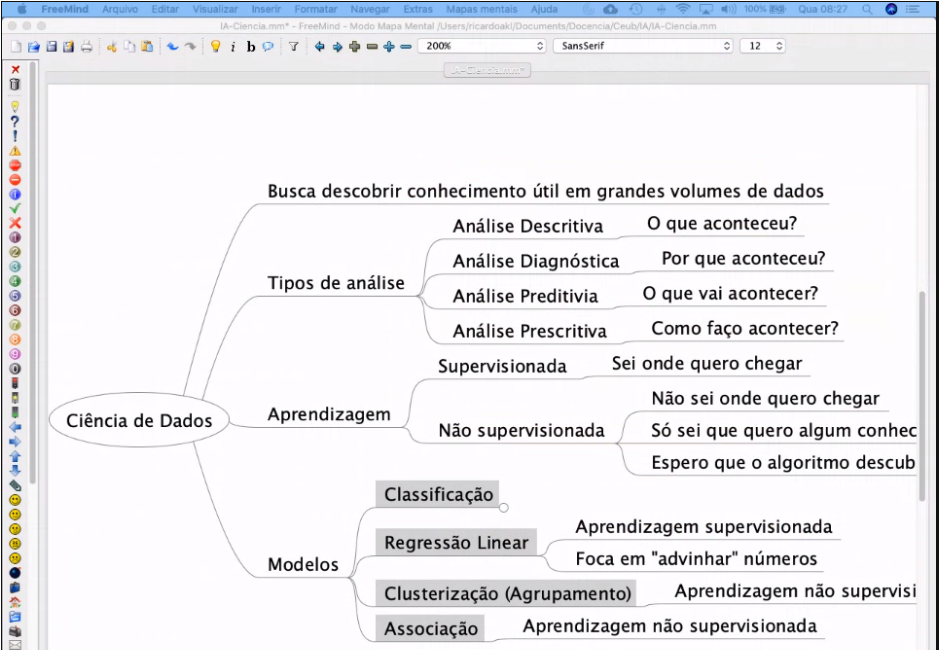 FreeMind Arquivo Editar Visualizar Inserir Formatar Navegar Extras Mapas mentais Ajuda 100% Qua 08:27
IA-Ciencia.mm* - FreeMind - Modo Mapa Mental /Users/ricardoakl/Documents/Docencia/Ceub/IA/IA-Ciencia.mm
200% SansSerif 12
IA-Ciencia.mm*
Busca descobrir conhecimento útil em grandes volumes de dados
Tipos de análise
Análise Descritiva O que aconteceu?
Análise Diagnóstica Por que aconteceu?
Análise Preditivia O que vai acontecer?
Análise Prescritiva Como faço acontecer?
Ciência de Dados
Aprendizagem
Supervisionada Sei onde quero chegar
Não supervisionada
Não sei onde quero chegar
Só sei que quero algum conhec
Espero que o algoritmo descub
Modelos
Classificação
Regressão Linear
Aprendizagem supervisionada
Foca em "advinhar" números
Clusterização (Agrupamento) Aprendizagem não supervisi
Associação Aprendizagem não supervisionada